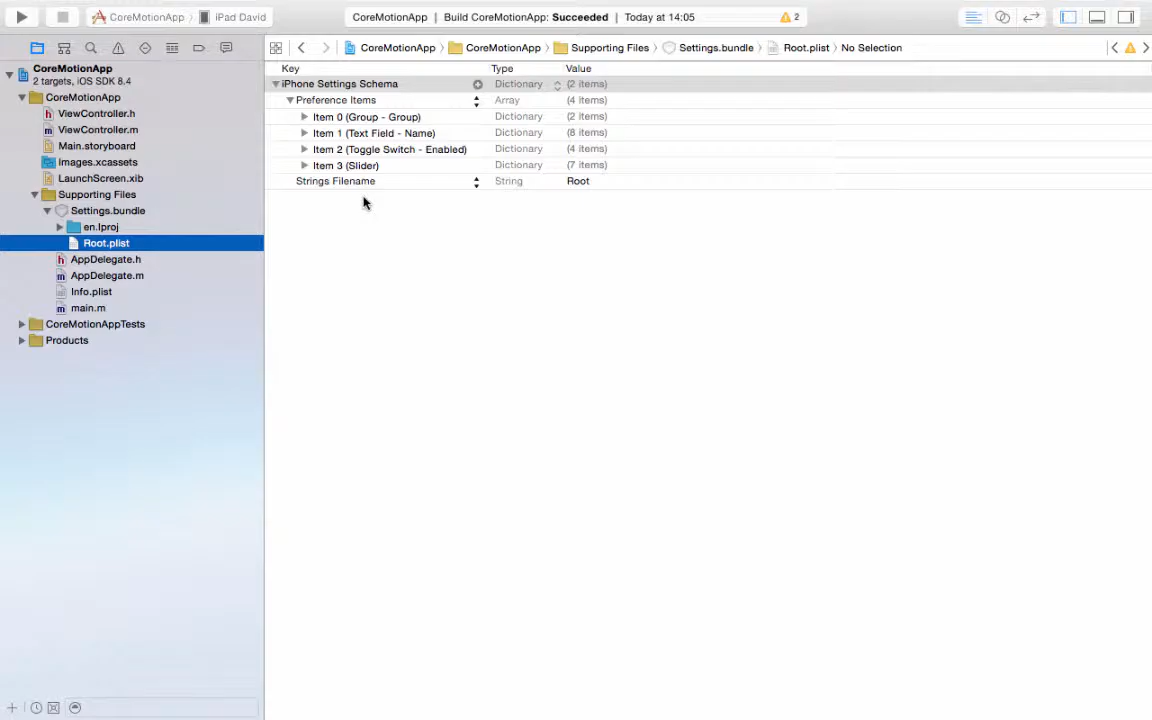 CoreMotionApp 〉 iPad David
CoreMotionApp | Build CoreMotionApp: Succeeded | Today at 14:05
2
CoreMotionApp 〉 CoreMotionApp 〉 Supporting Files 〉 Settings.bundle 〉 Root.plist 〉 No Selection
CoreMotionApp
2 targets, iOS SDK 8.4
CoreMotionApp
ViewController.h
ViewController.m
Main.storyboard
Images.xcassets
LaunchScreen.xib
Supporting Files
Settings.bundle
en.lproj
Root.plist
AppDelegate.h
AppDelegate.m
Info.plist
main.m
CoreMotionAppTests
Products
Key Type Value
iPhone Settings Schema Dictionary (2 items)
Preference Items Array (4 items)
Item 0 (Group - Group) Dictionary (2 items)
Item 1 (Text Field - Name) Dictionary (8 items)
Item 2 (Toggle Switch - Enabled) Dictionary (4 items)
Item 3 (Slider) Dictionary (7 items)
Strings Filename String Root